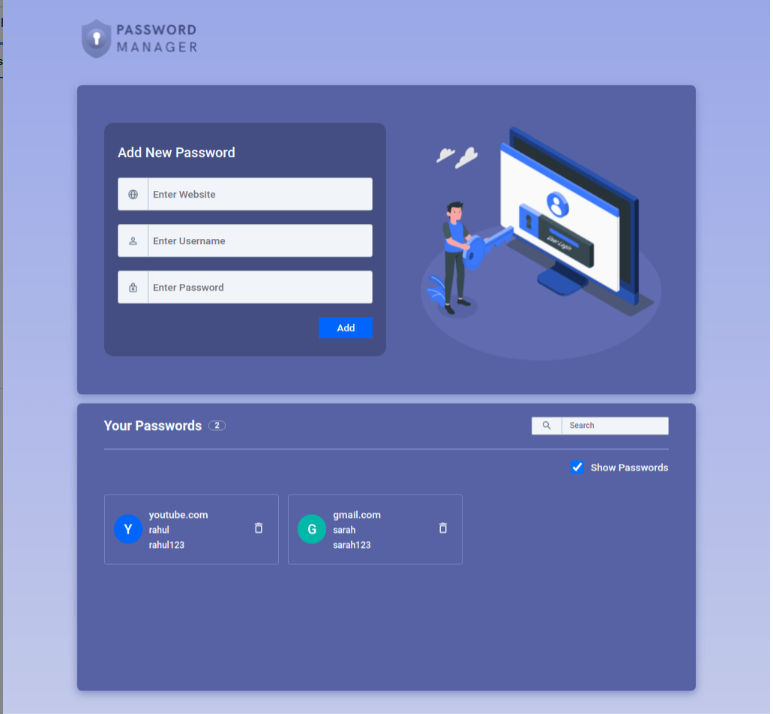 PASSWORD
MANAGER
Add New Password
Enter Website
Enter Username
Enter Password
Add
User Login
Your Passwords 2
Search
Show Passwords
Y
youtube.com
rahul
rahul123
G
gmail.com
sarah
sarah123